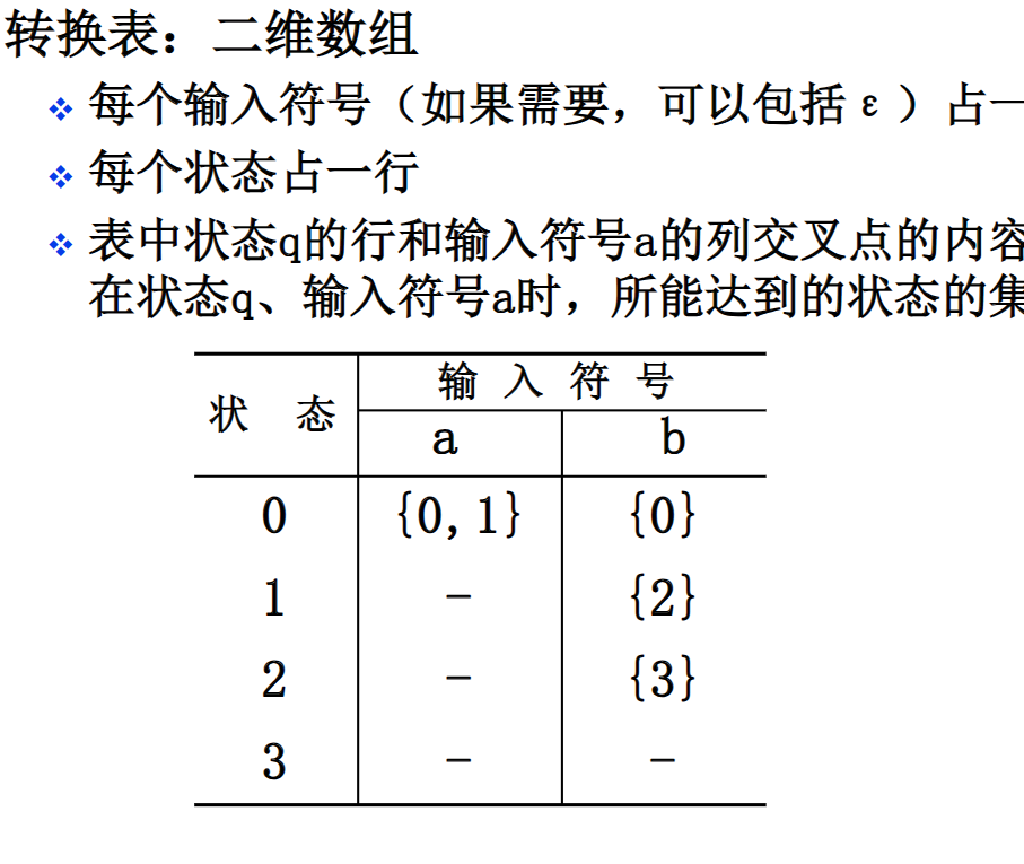 转换表：二维数组
每个输入符号（如果需要，可以包括 ε ）占一
每个状态占一行
表中状态q的行和输入符号a的列交叉点的内容
在状态q、输入符号a时，所能达到的状态的集
状 态 输 入 符 号
a b
0 {0, 1} {0}
1 - {2}
2 - {3}
3 - -